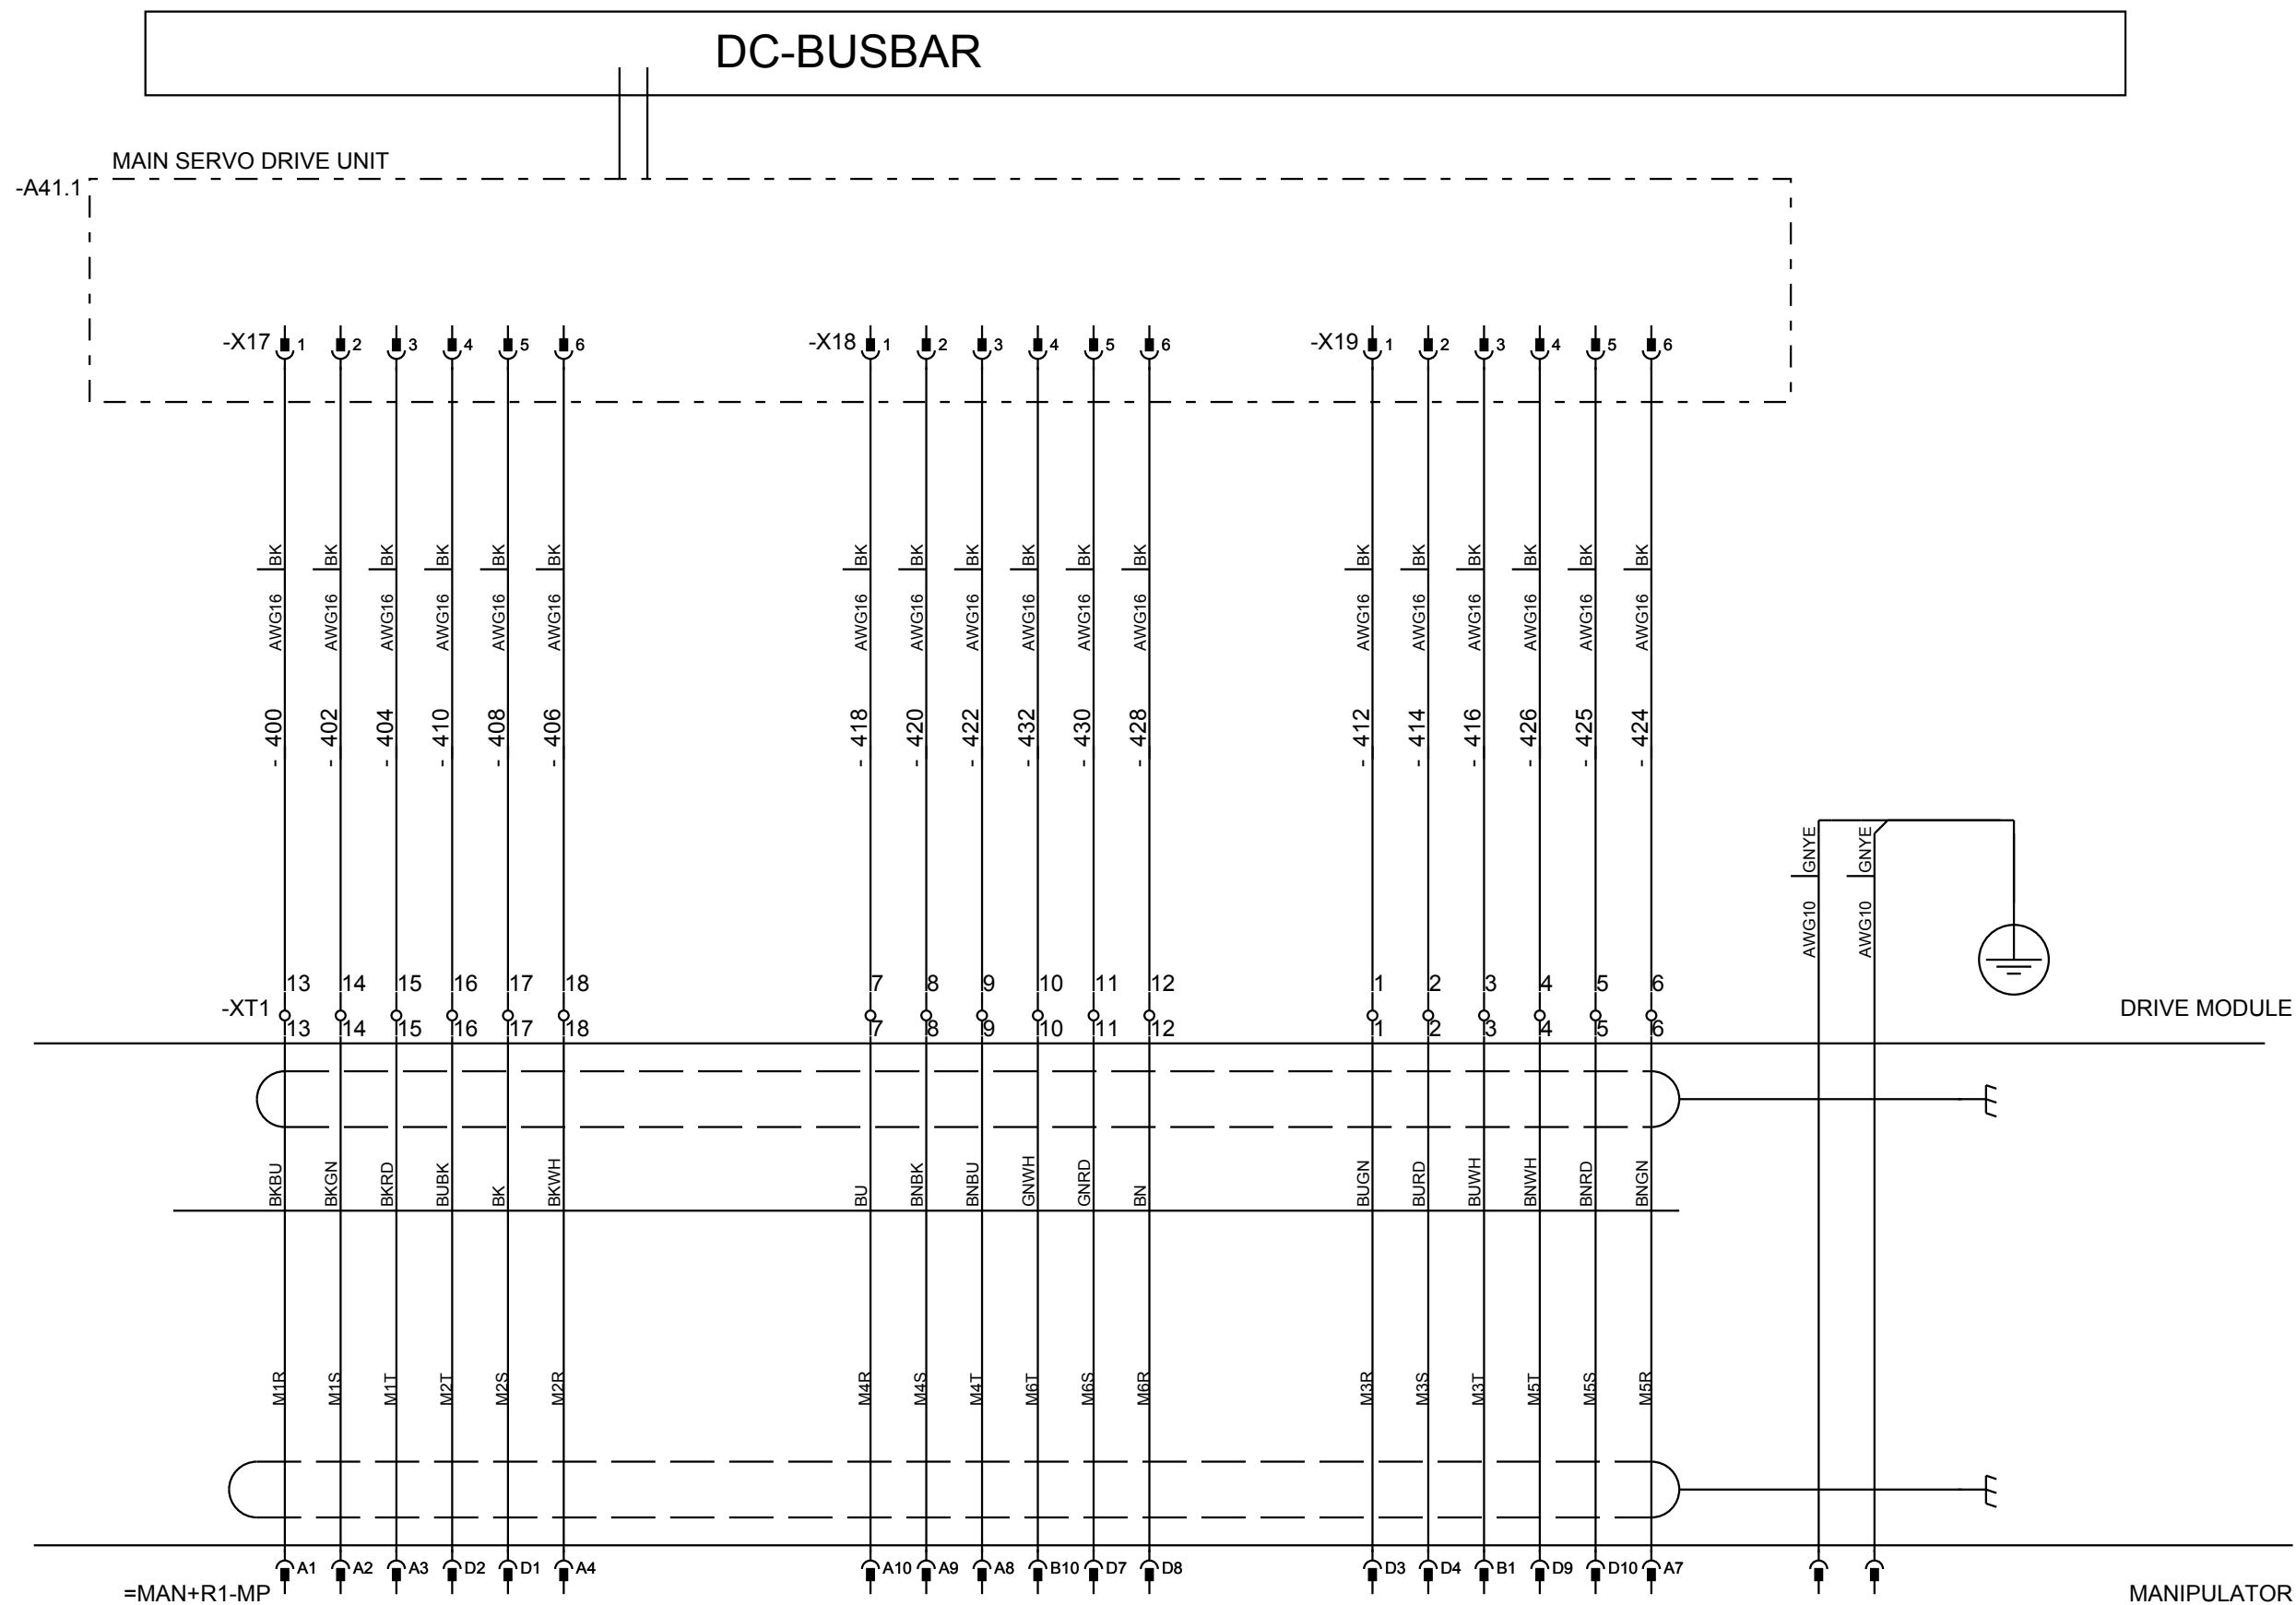 DC-BUSBAR
MAIN SERVO DRIVE UNIT
-A41.1
-X17 1 2 3 4 5 6 -X18 1 2 3 4 5 6 -X19 1 2 3 4 5 6
BK BK BK BK BK BK BK BK BK BK BK BK BK BK BK BK BK BK
AWG16 AWG16 AWG16 AWG16 AWG16 AWG16 AWG16 AWG16 AWG16 AWG16 AWG16 AWG16 AWG16 AWG16 AWG16 AWG16 AWG16 AWG16
- 400 - 402 - 404 - 410 - 408 - 406 - 418 - 420 - 422 - 432 - 430 - 428 - 412 - 414 - 416 - 426 - 425 - 424
GNYE GNYE
AWG10 AWG10
13 14 15 16 17 18 7 8 9 10 11 12 1 2 3 4 5 6
-XT1
DRIVE MODULE
13 14 15 16 17 18 7 8 9 10 11 12 1 2 3 4 5 6
BKBU BKGN BKRD BUBK BK BKWH BU BNBK BNBU GNWH GNRD BN BUGN BURD BUWH BNWH BNRD BNGN
M1R M1S M1T M2T M2S M2R M4R M4S M4T M6T M6S M6R M3R M3S M3T M5T M5S M5R
A1 A2 A3 D2 D1 A4 A10 A9 A8 B10 D7 D8 D3 D4 B1 D9 D10 A7
=MAN+R1-MP
MANIPULATOR